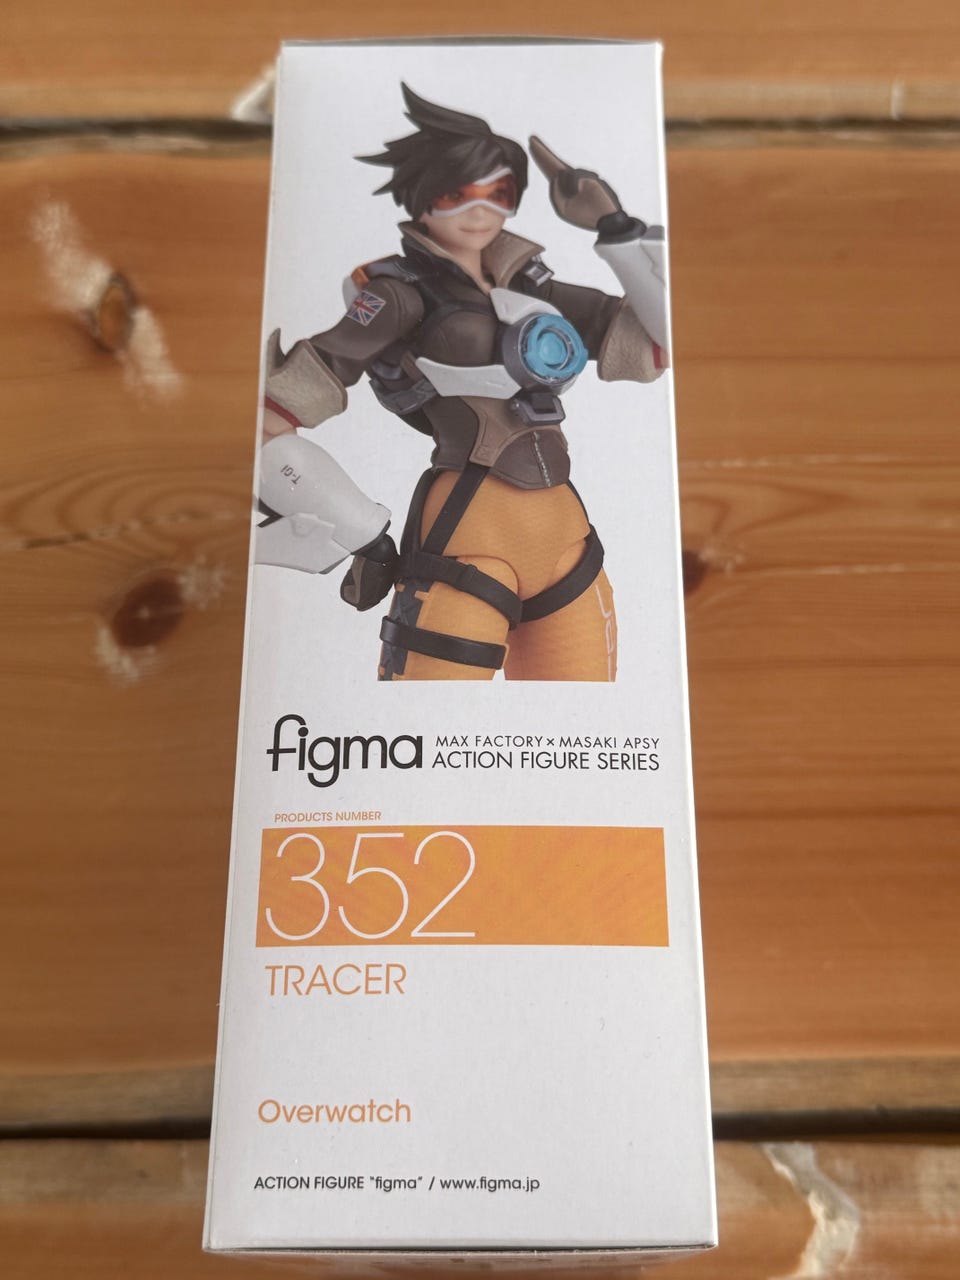 T-01
figma
MAX FACTORY × MASAKI APSY
ACTION FIGURE SERIES
PRODUCTS NUMBER
352
TRACER
Overwatch
ACTION FIGURE "figma" / www.figma.jp